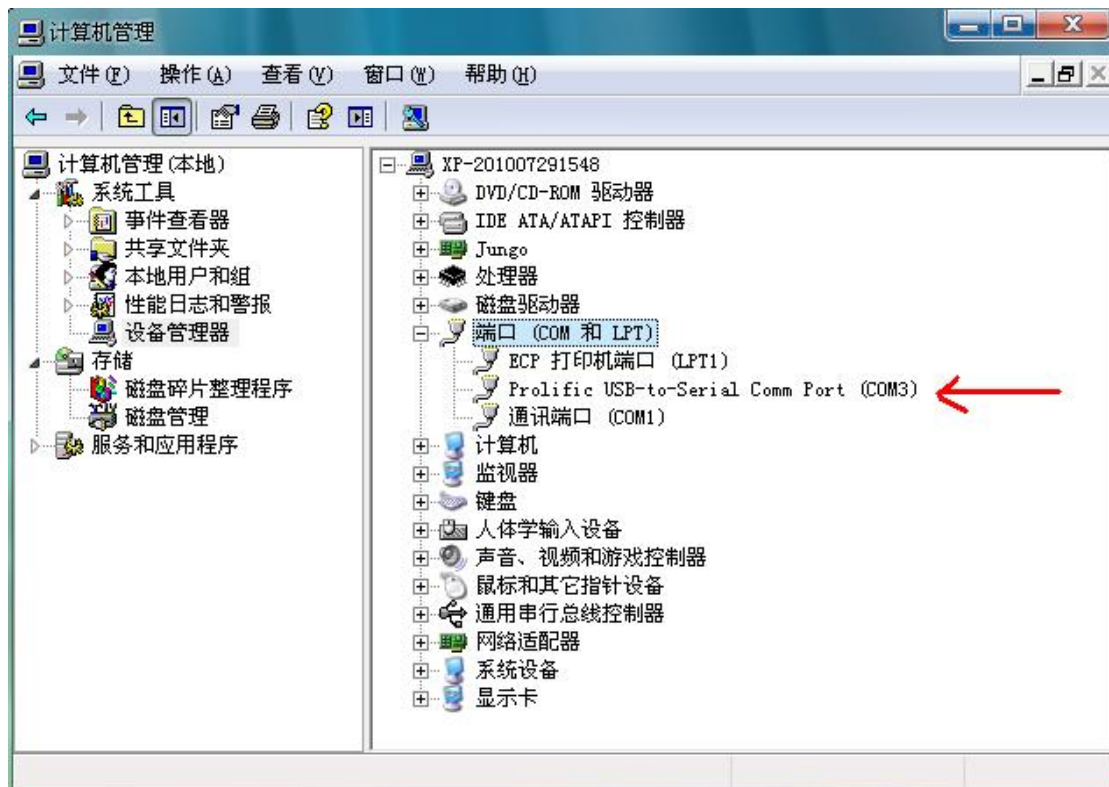 计算机管理
文件(F) 操作(A) 查看(V) 窗口(W) 帮助(H)
计算机管理(本地)
系统工具
事件查看器
共享文件夹
本地用户和组
性能日志和警报
设备管理器
存储
磁盘碎片整理程序
磁盘管理
服务和应用程序
XP-201007291548
DVD/CD-ROM 驱动器
IDE ATA/ATAPI 控制器
Jungo
处理器
磁盘驱动器
端口 (COM 和 LPT)
ECP 打印机端口 (LPT1)
Prolific USB-to-Serial Comm Port (COM3)
通讯端口 (COM1)
计算机
监视器
键盘
人体学输入设备
声音、视频和游戏控制器
鼠标和其它指针设备
通用串行总线控制器
网络适配器
系统设备
显示卡